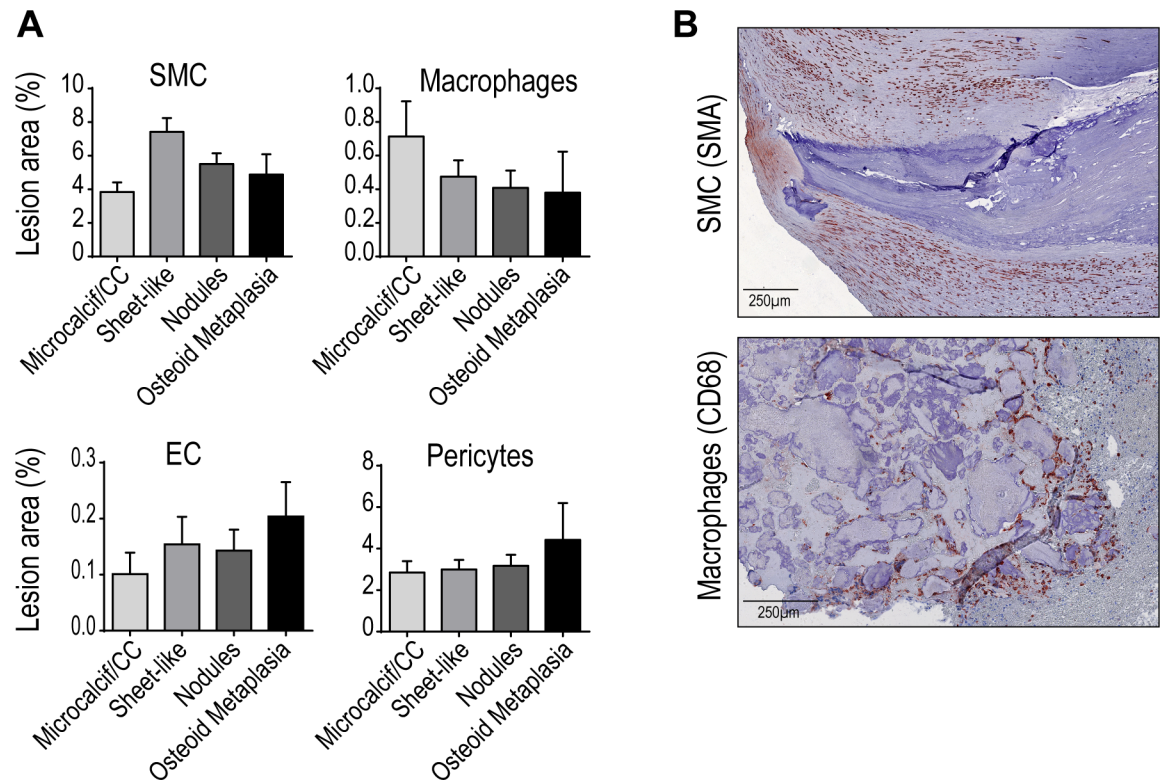 A
SMC
Lesion area (%)
10
8
6
4
2
0
Microcalcif/CC
Sheet-like
Nodules
Osteoid Metaplasia
Macrophages
1.0
0.8
0.6
0.4
0.2
0.0
Microcalcif/CC
Sheet-like
Nodules
Osteoid Metaplasia
EC
Lesion area (%)
0.3
0.2
0.1
0.0
Microcalcif/CC
Sheet-like
Nodules
Osteoid Metaplasia
Pericytes
8
6
4
2
0
Microcalcif/CC
Sheet-like
Nodules
Osteoid Metaplasia
B
SMC (SMA)
250µm
Macrophages (CD68)
250µm